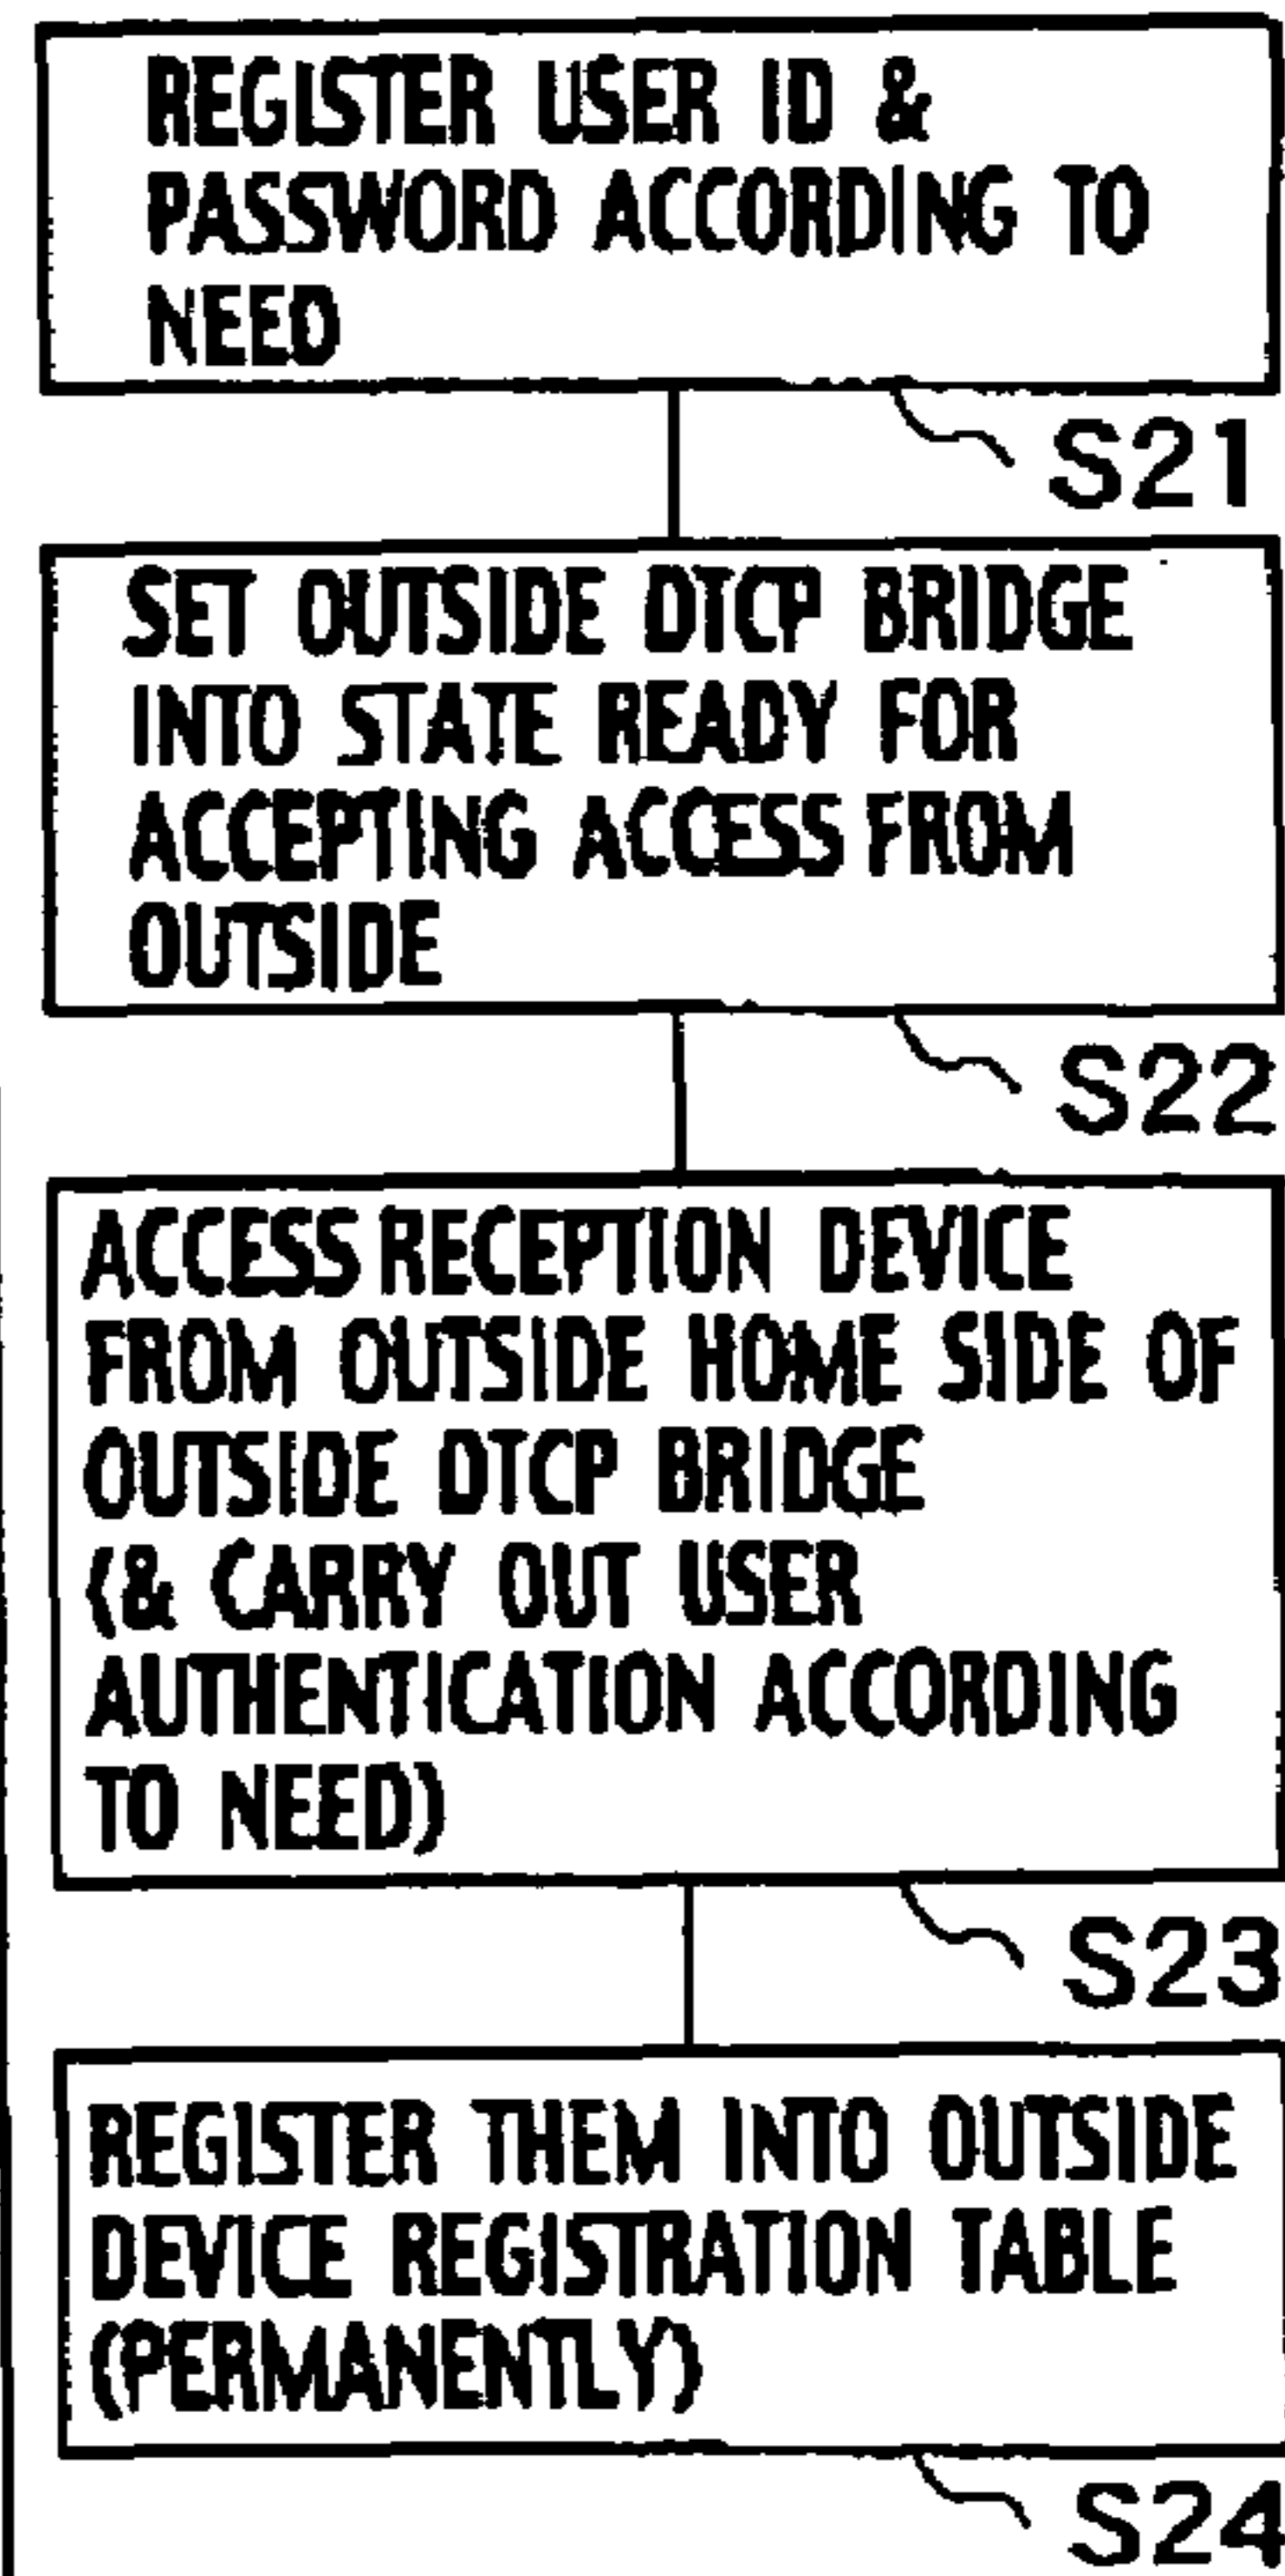 REGISTER USER ID &
PASSWORD ACCORDING TO
NEED
S21
SET OUTSIDE DTCP BRIDGE
INTO STATE READY FOR
ACCEPTING ACCESS FROM
OUTSIDE
S22
ACCESS RECEPTION DEVICE
FROM OUTSIDE HOME SIDE OF
OUTSIDE DTCP BRIDGE
(& CARRY OUT USER
AUTHENTICATION ACCORDING
TO NEED)
S23
REGISTER THEM INTO OUTSIDE
DEVICE REGISTRATION TABLE
(PERMANENTLY)
S24